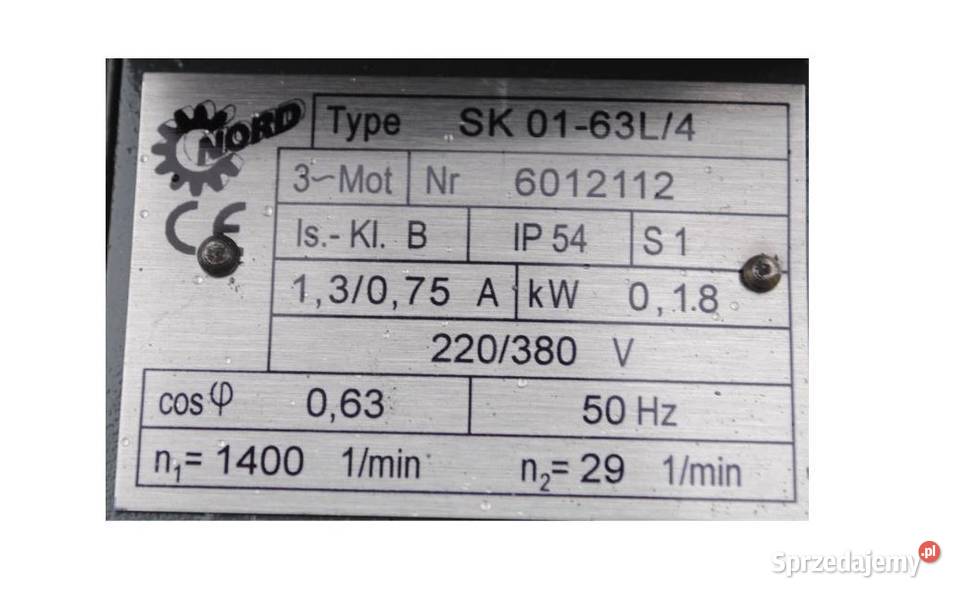 NORD
Type SK 01-63L/4
3~Mot Nr 6012112
CE
Is.- Kl. B IP 54 S 1
1,3/0,75 A kW 0,18
220/380 V
cos φ 0,63 50 Hz
n₁= 1400 1/min n₂= 29 1/min
Sprzedajemy.pl